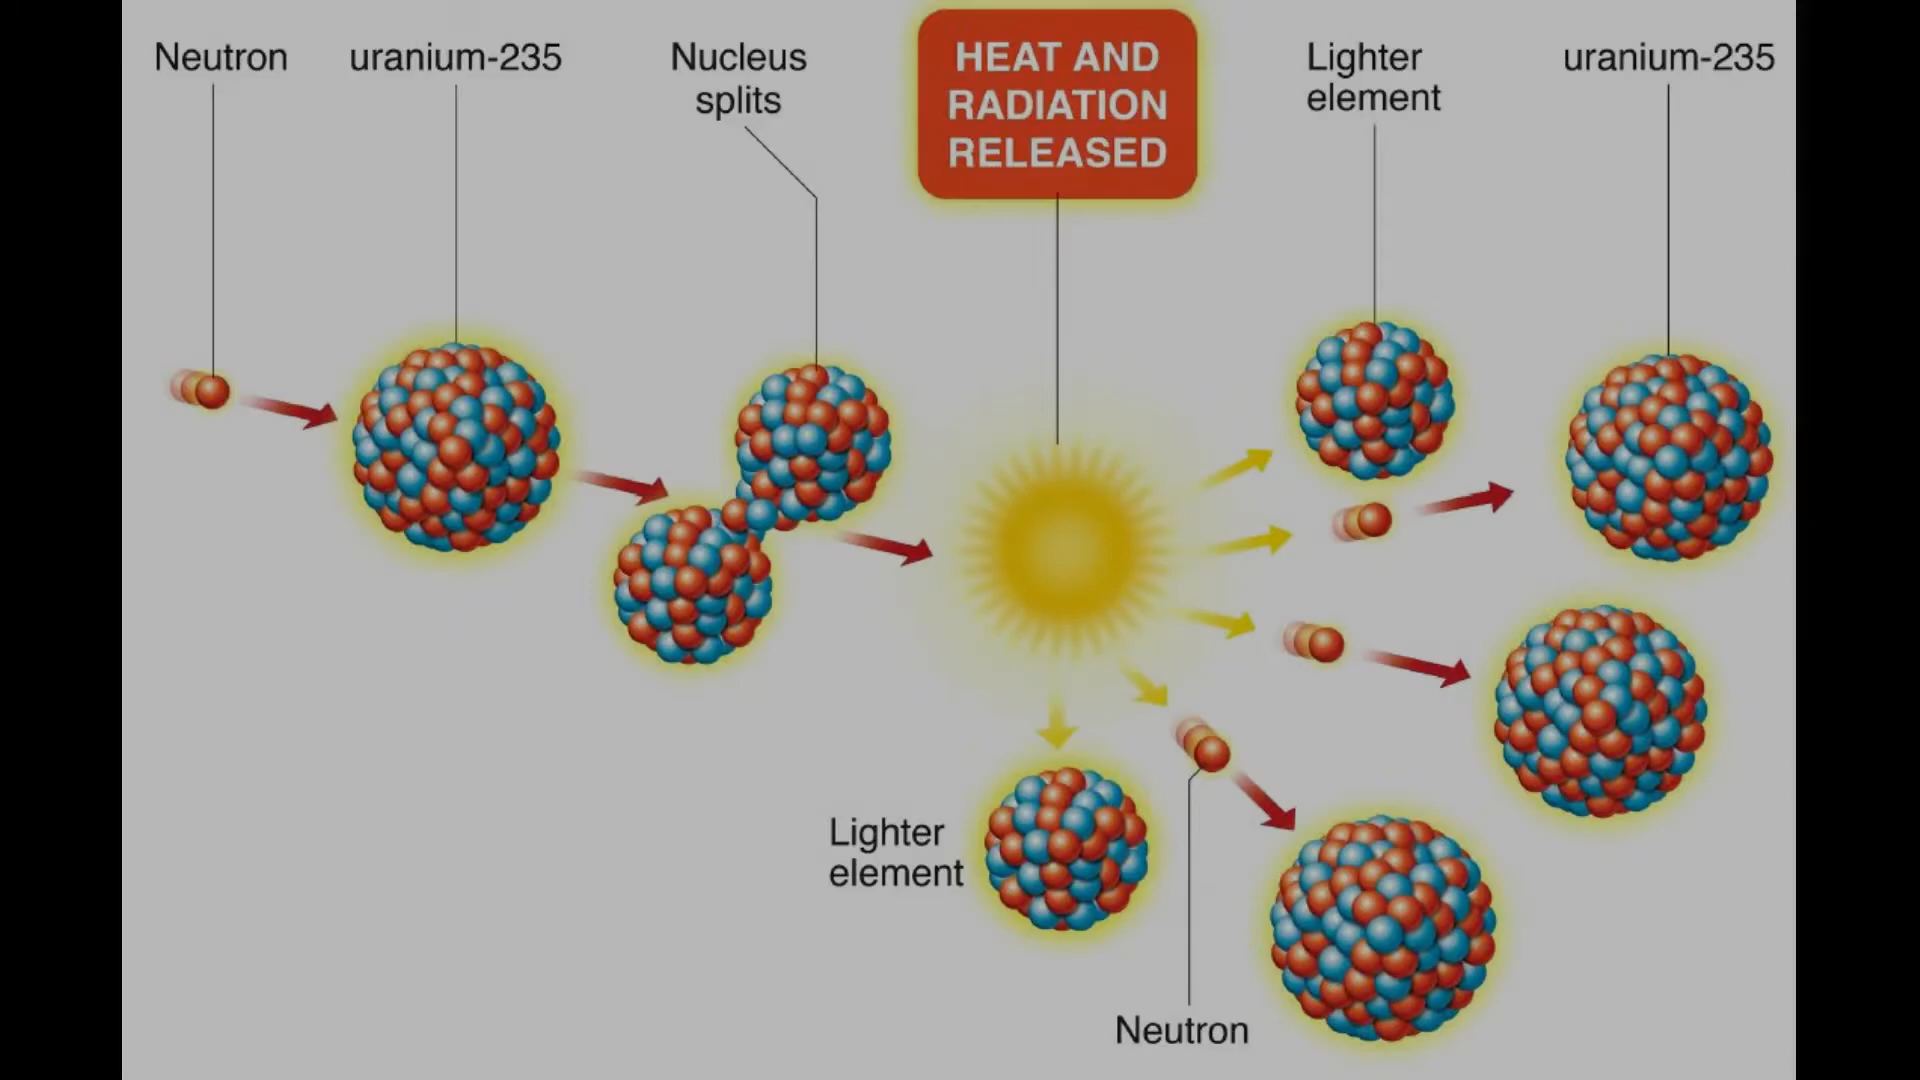 Neutron
uranium-235
Nucleus
splits
HEAT AND
RADIATION
RELEASED
Lighter
element
uranium-235
Lighter
element
Neutron